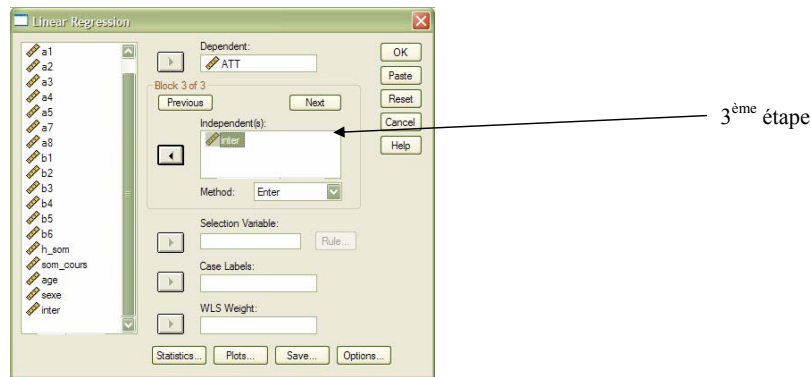 Linear Regression
a1
a2
a3
a4
a5
a7
a8
b1
b2
b3
b4
b5
b6
h_som
som_cours
age
sexe
inter
Dependent:
ATT
Block 3 of 3
Previous
Next
Independent(s):
inter
Method: Enter
Selection Variable:
Rule...
Case Labels:
WLS Weight:
Statistics...
Plots...
Save...
Options...
OK
Paste
Reset
Cancel
Help
3ème étape